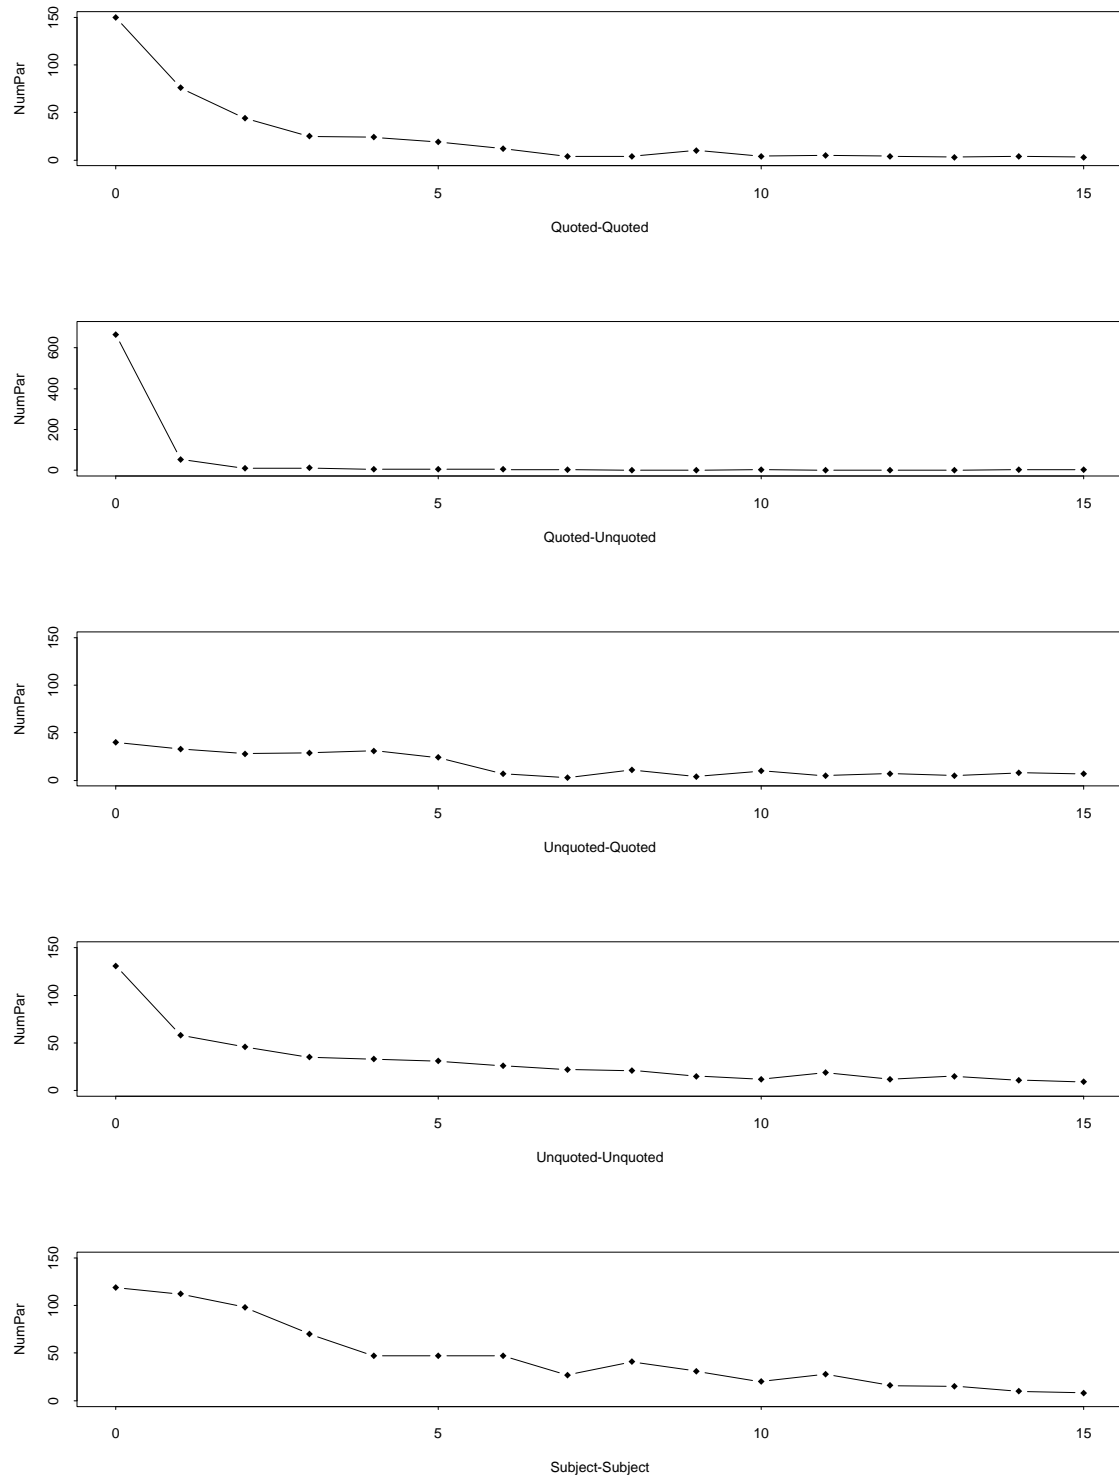 NumPar
0 50 100 150
0 5 10 15
Quoted-Quoted
NumPar
0 200 400 600
0 5 10 15
Quoted-Unquoted
NumPar
0 50 100 150
0 5 10 15
Unquoted-Quoted
NumPar
0 50 100 150
0 5 10 15
Unquoted-Unquoted
NumPar
0 50 100 150
0 5 10 15
Subject-Subject